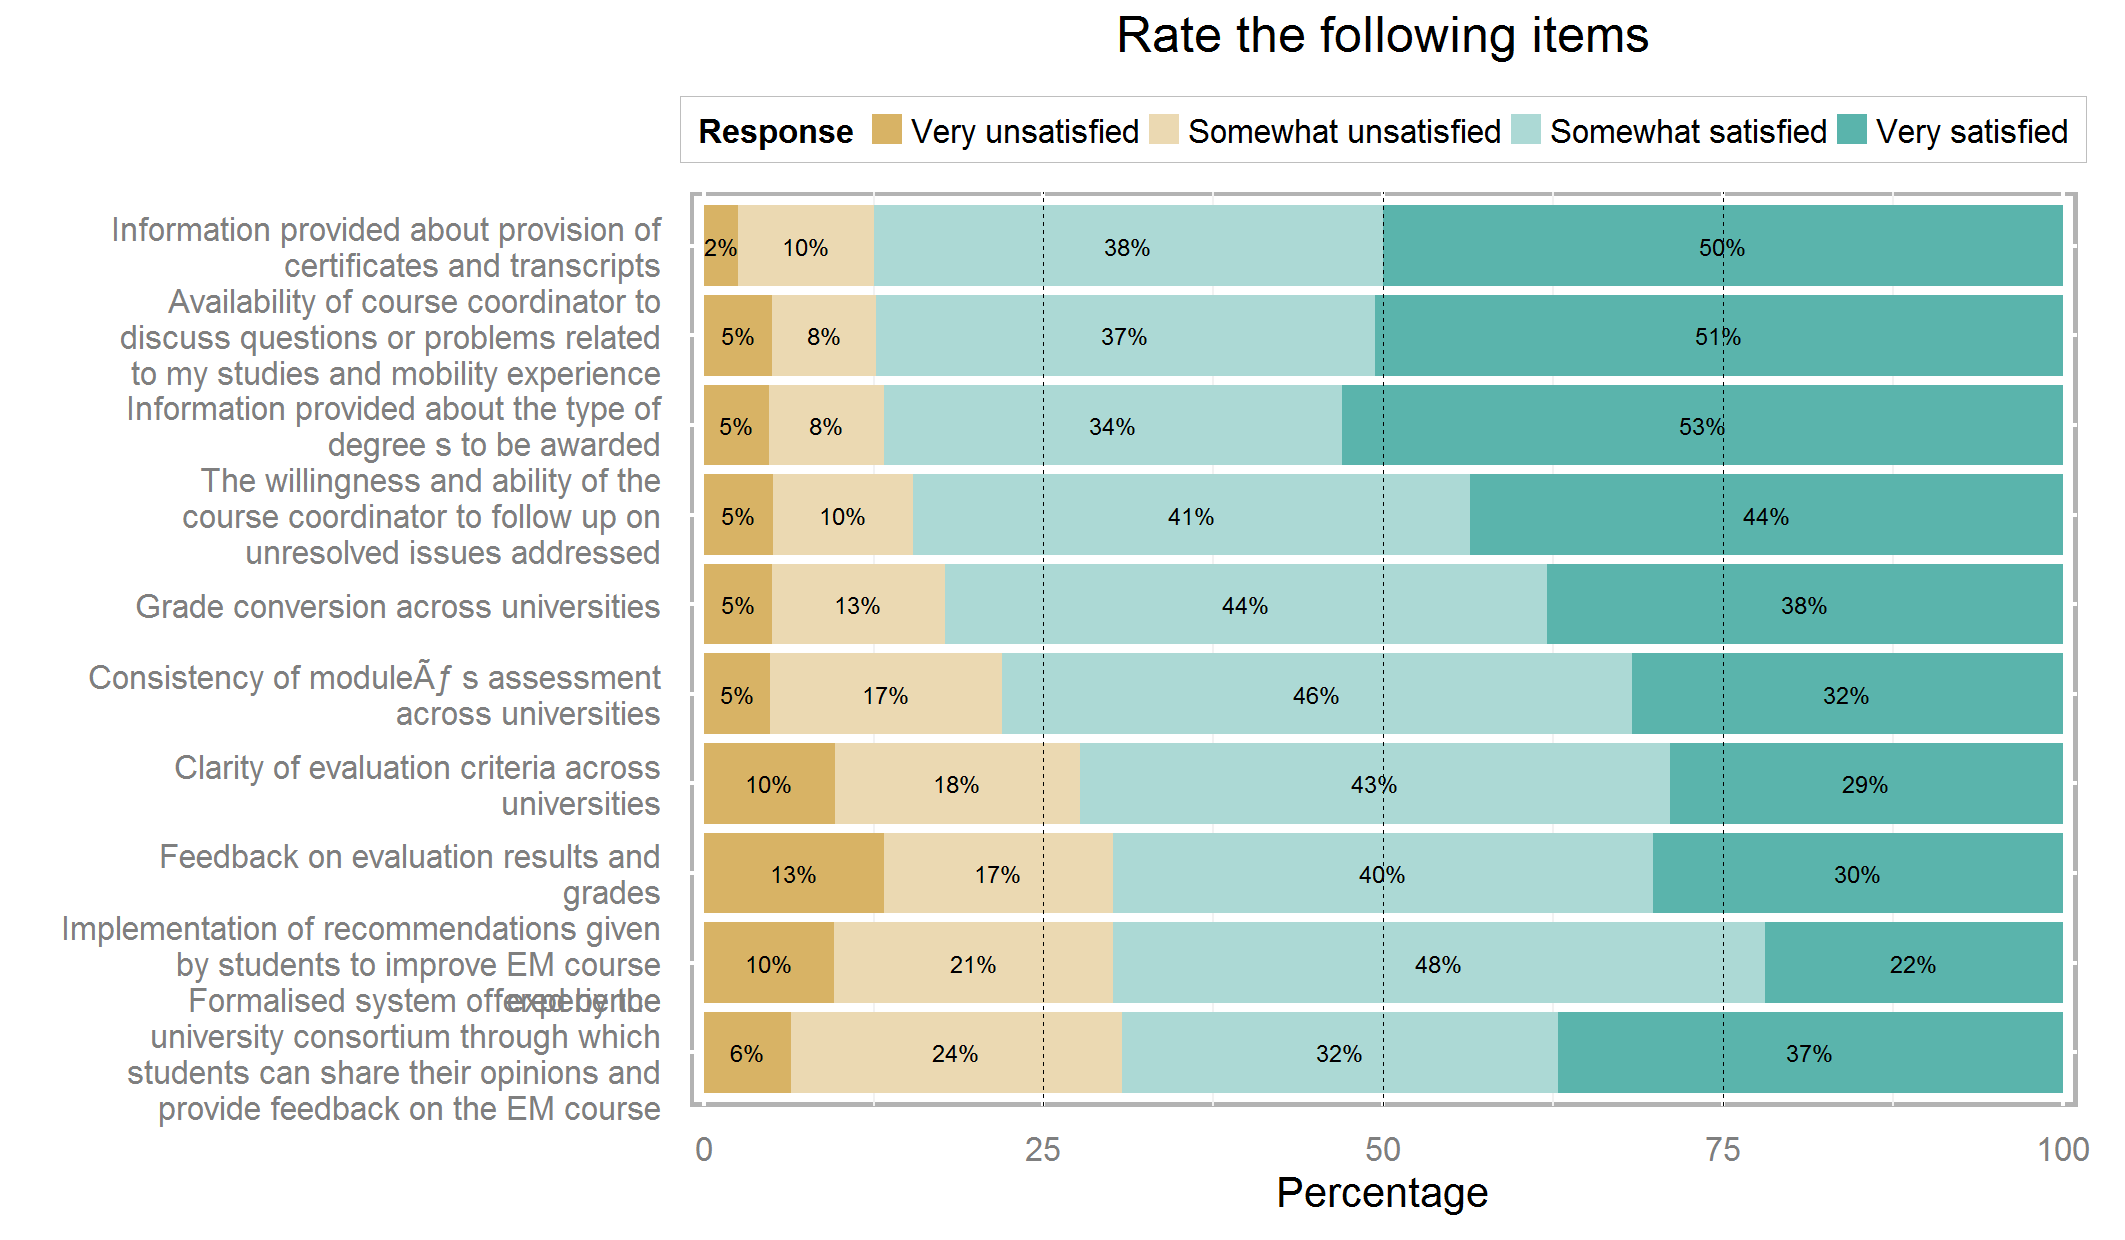 Rate the following items
Response Very unsatisfied Somewhat unsatisfied Somewhat satisfied Very satisfied
Information provided about provision of
certificates and transcripts
2% 10% 38% 50%
Availability of course coordinator to
discuss questions or problems related
to my studies and mobility experience
5% 8% 37% 51%
Information provided about the type of
degree s to be awarded
5% 8% 34% 53%
The willingness and ability of the
course coordinator to follow up on
unresolved issues addressed
5% 10% 41% 44%
Grade conversion across universities
5% 13% 44% 38%
Consistency of moduleÃƒ s assessment
across universities
5% 17% 46% 32%
Clarity of evaluation criteria across
universities
10% 18% 43% 29%
Feedback on evaluation results and
grades
13% 17% 40% 30%
Implementation of recommendations given
by students to improve EM course
experience
10% 21% 48% 22%
Formalised system offered by the
university consortium through which
students can share their opinions and
provide feedback on the EM course
6% 24% 32% 37%
0 25 50 75 100
Percentage